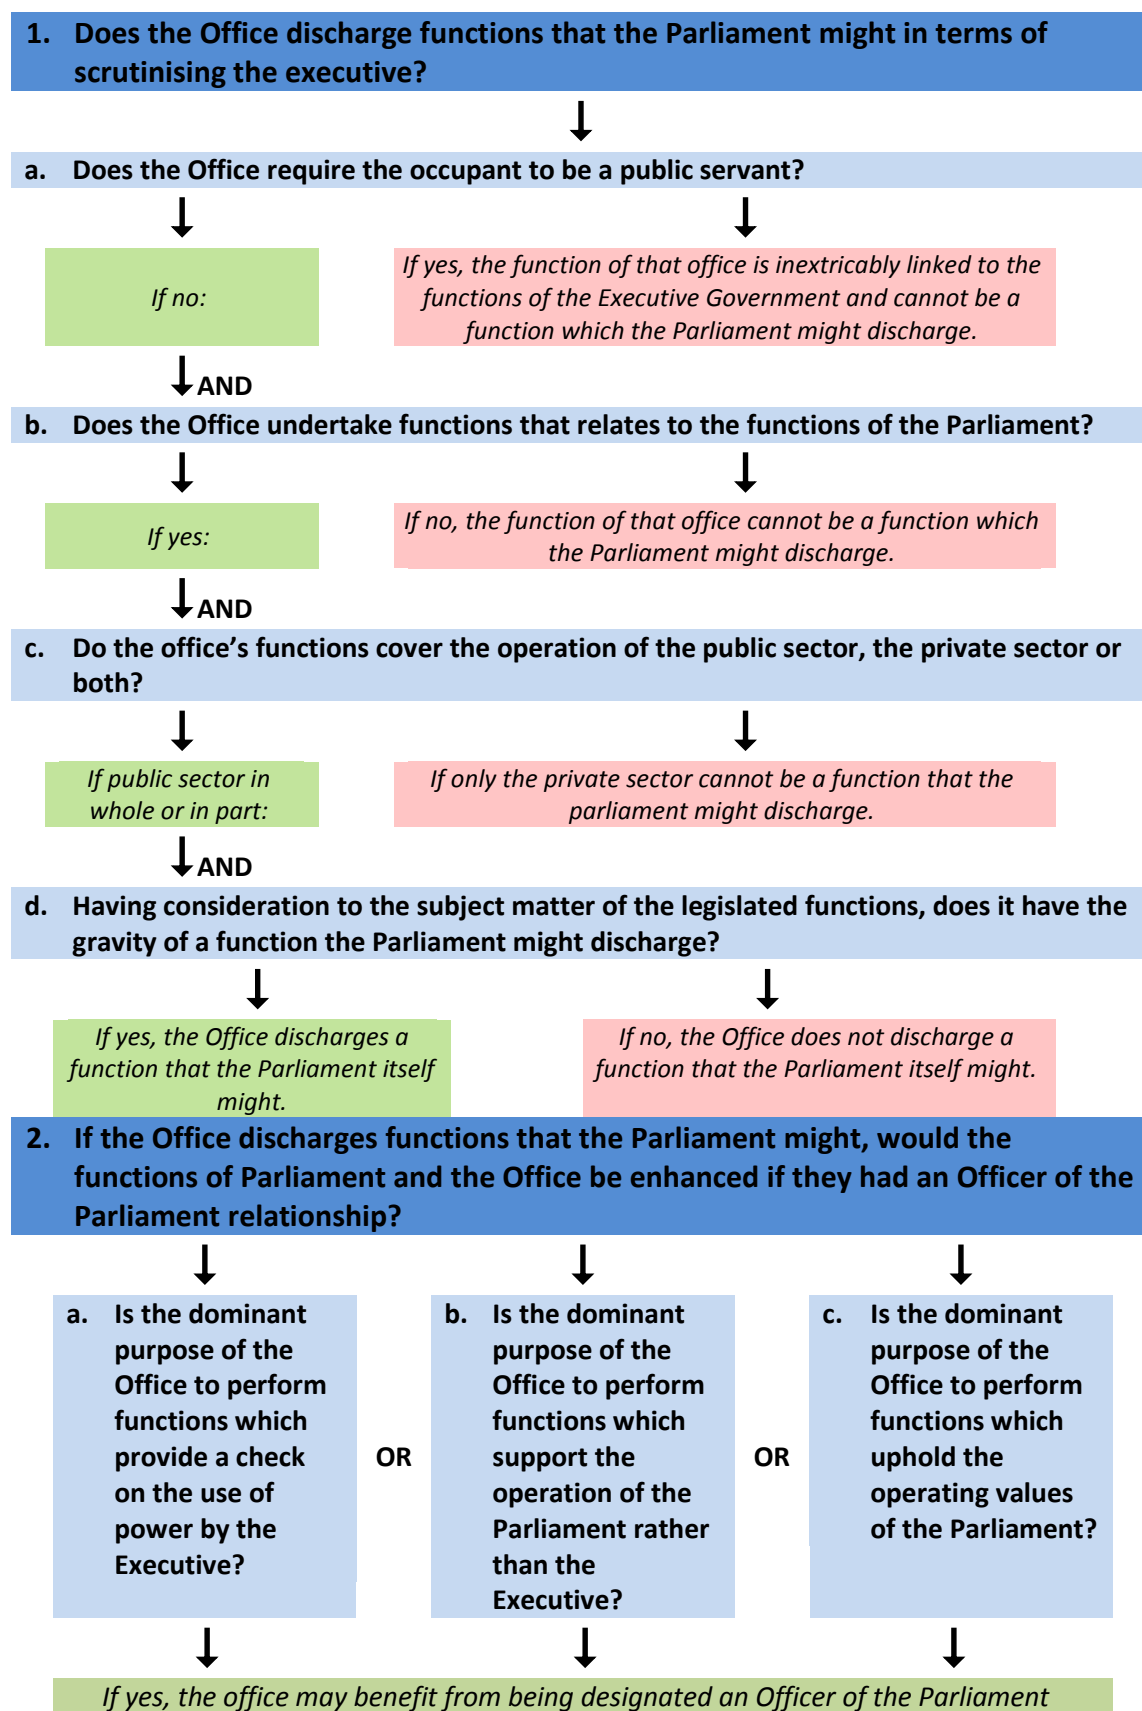 1. Does the Office discharge functions that the Parliament might in terms of
scrutinising the executive?
a. Does the Office require the occupant to be a public servant?
If no:
If yes, the function of that office is inextricably linked to the
functions of the Executive Government and cannot be a
function which the Parliament might discharge.
AND
b. Does the Office undertake functions that relates to the functions of the Parliament?
If yes:
If no, the function of that office cannot be a function which
the Parliament might discharge.
AND
c. Do the office’s functions cover the operation of the public sector, the private sector or
both?
If public sector in
whole or in part:
If only the private sector cannot be a function that the
parliament might discharge.
AND
d. Having consideration to the subject matter of the legislated functions, does it have the
gravity of a function the Parliament might discharge?
If yes, the Office discharges a
function that the Parliament itself
might.
If no, the Office does not discharge a
function that the Parliament itself might.
2. If the Office discharges functions that the Parliament might, would the
functions of Parliament and the Office be enhanced if they had an Officer of the
Parliament relationship?
a. Is the dominant
purpose of the
Office to perform
functions which
provide a check
on the use of
power by the
Executive?
OR
b. Is the dominant
purpose of the
Office to perform
functions which
support the
operation of the
Parliament rather
than the
Executive?
OR
c. Is the dominant
purpose of the
Office to perform
functions which
uphold the
operating values
of the Parliament?
If yes, the office may benefit from being designated an Officer of the Parliament